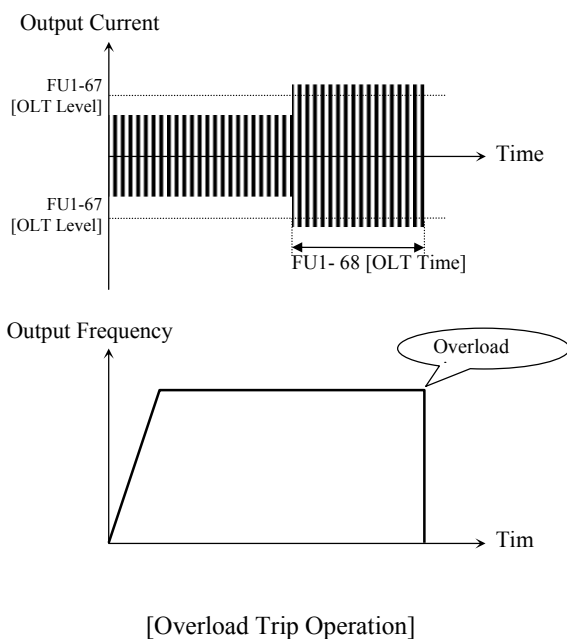 Output Current
FU1-67
[OLT Level]
Time
FU1-67
[OLT Level]
FU1- 68 [OLT Time]
Output Frequency
Overload
Tim
[Overload Trip Operation]